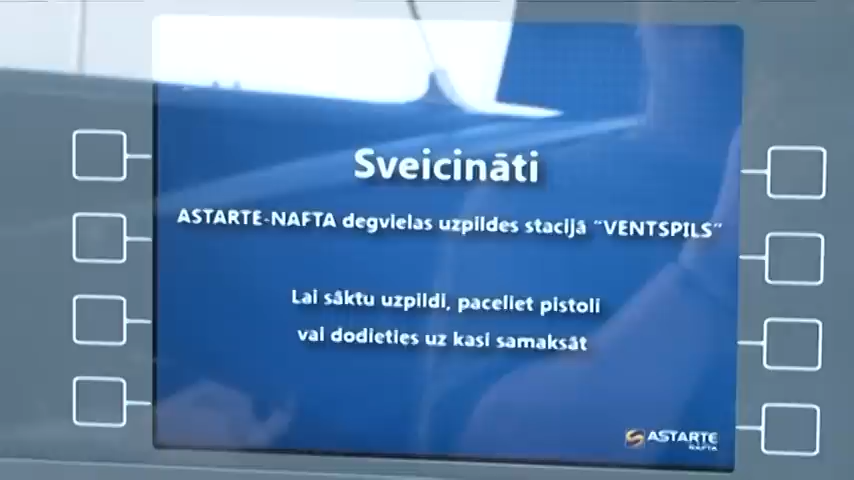 Sveicināti
ASTARTE-NAFTA degvielas uzpildes stacijā “VENTSPILS”
Lai sāktu uzpildi, paceliet pistoli
vai dodieties uz kasi samaksāt
ASTARTE
NAFTA